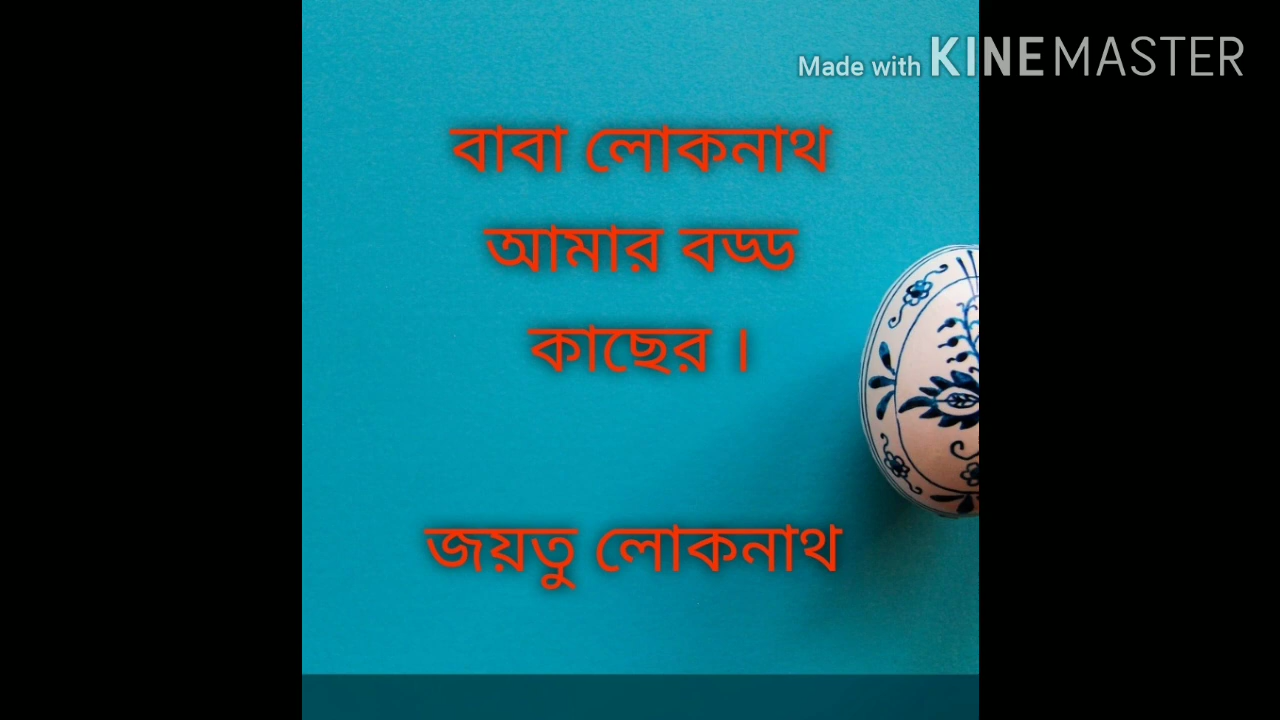 Made with KINEMASTER
বাবা লোকনাথ
আমার বড্ড
কাছের ।
জয়তু লোকনাথ